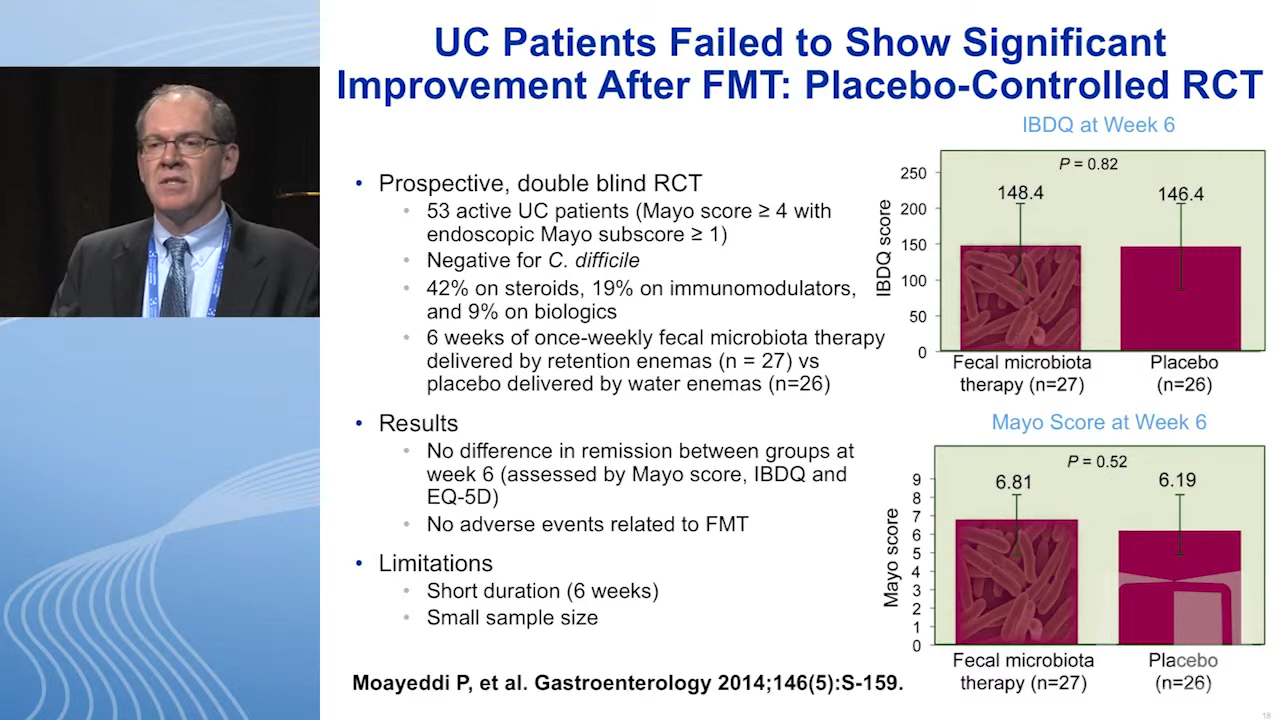 UC Patients Failed to Show Significant
Improvement After FMT: Placebo-Controlled RCT
• Prospective, double blind RCT
• 53 active UC patients (Mayo score ≥ 4 with
endoscopic Mayo subscore ≥ 1)
• Negative for C. difficile
• 42% on steroids, 19% on immunomodulators,
and 9% on biologics
• 6 weeks of once-weekly fecal microbiota therapy
delivered by retention enemas (n = 27) vs
placebo delivered by water enemas (n=26)
• Results
• No difference in remission between groups at
week 6 (assessed by Mayo score, IBDQ and
EQ-5D)
• No adverse events related to FMT
• Limitations
• Short duration (6 weeks)
• Small sample size
Moayeddi P, et al. Gastroenterology 2014;146(5):S-159.
IBDQ at Week 6
P = 0.82
IBDQ score
250
200
150
100
50
0
148.4
146.4
Fecal microbiota
therapy (n=27)
Placebo
(n=26)
Mayo Score at Week 6
P = 0.52
Mayo score
9
8
7
6
5
4
3
2
1
0
6.81
6.19
Fecal microbiota
therapy (n=27)
Placebo
(n=26)
18